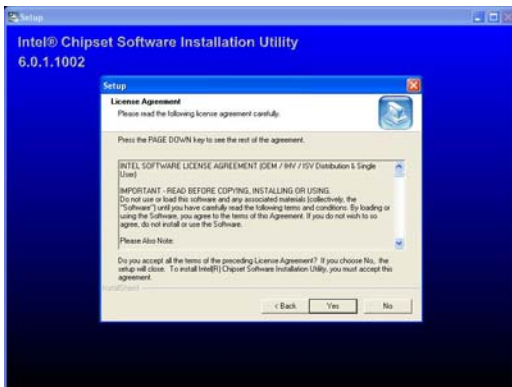 Setup
Intel® Chipset Software Installation Utility
6.0.1.1002
Setup
License Agreement
Please read the following license agreement carefully.
Press the PAGE DOWN key to see the rest of the agreement.
INTEL SOFTWARE LICENSE AGREEMENT (OEM / IHV / ISV Distribution & Single
User)
IMPORTANT - READ BEFORE COPYING, INSTALLING OR USING.
Do not use or load this software and any associated materials (collectively, the
"Software") until you have carefully read the following terms and conditions. By loading or
using the Software, you agree to the terms of this Agreement. If you do not wish to so
agree, do not install or use the Software.
Please Also Note:
Do you accept all the terms of the preceding License Agreement? If you choose No, the
setup will close. To install Intel(R) Chipset Software Installation Utility, you must accept this
agreement.
InstallShield
< Back
Yes
No